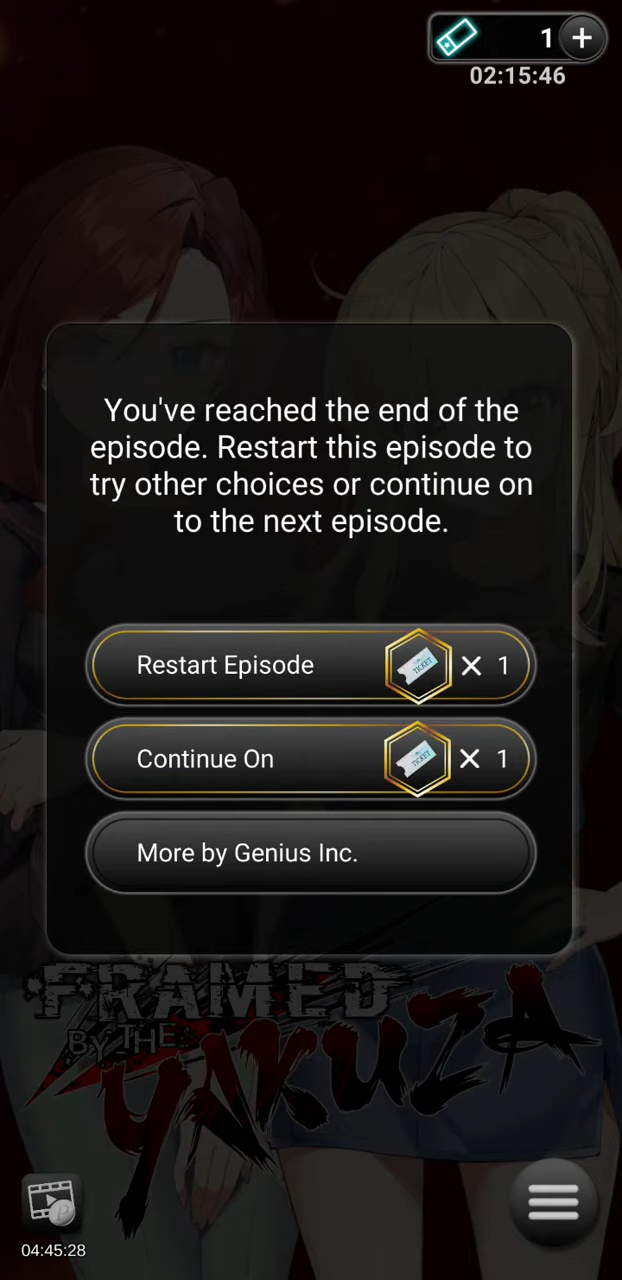 1 +
02:15:46
You've reached the end of the
episode. Restart this episode to
try other choices or continue on
to the next episode.
Restart Episode TICKET × 1
Continue On TICKET × 1
More by Genius Inc.
FRAMED
BY THE
YAKUZA
P
04:45:28